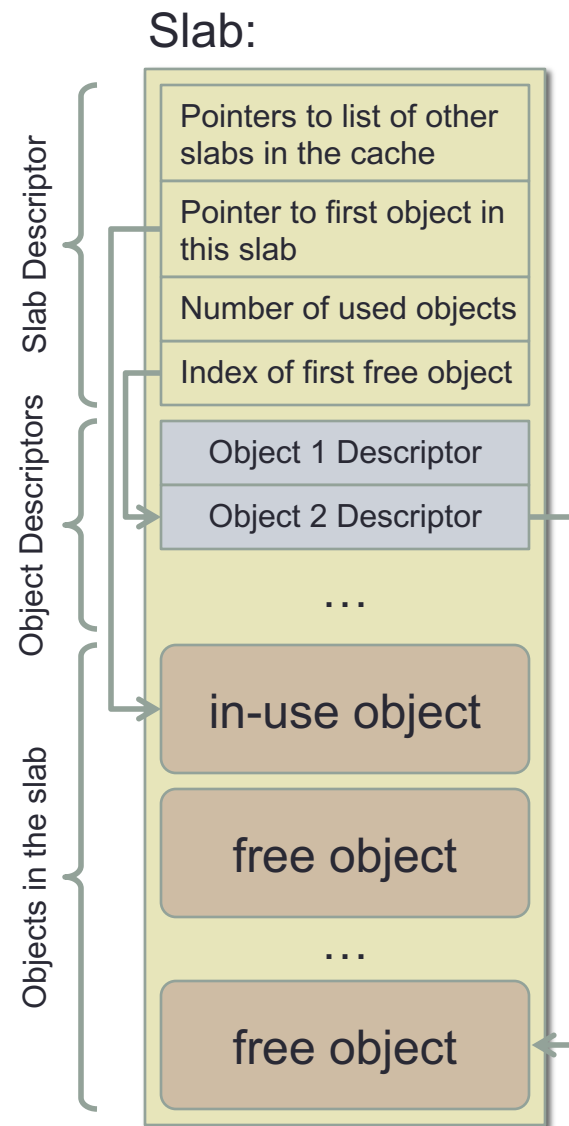 Slab:
Slab Descriptor
Pointers to list of other
slabs in the cache
Pointer to first object in
this slab
Number of used objects
Index of first free object
Object Descriptors
Object 1 Descriptor
Object 2 Descriptor
…
Objects in the slab
in-use object
free object
…
free object